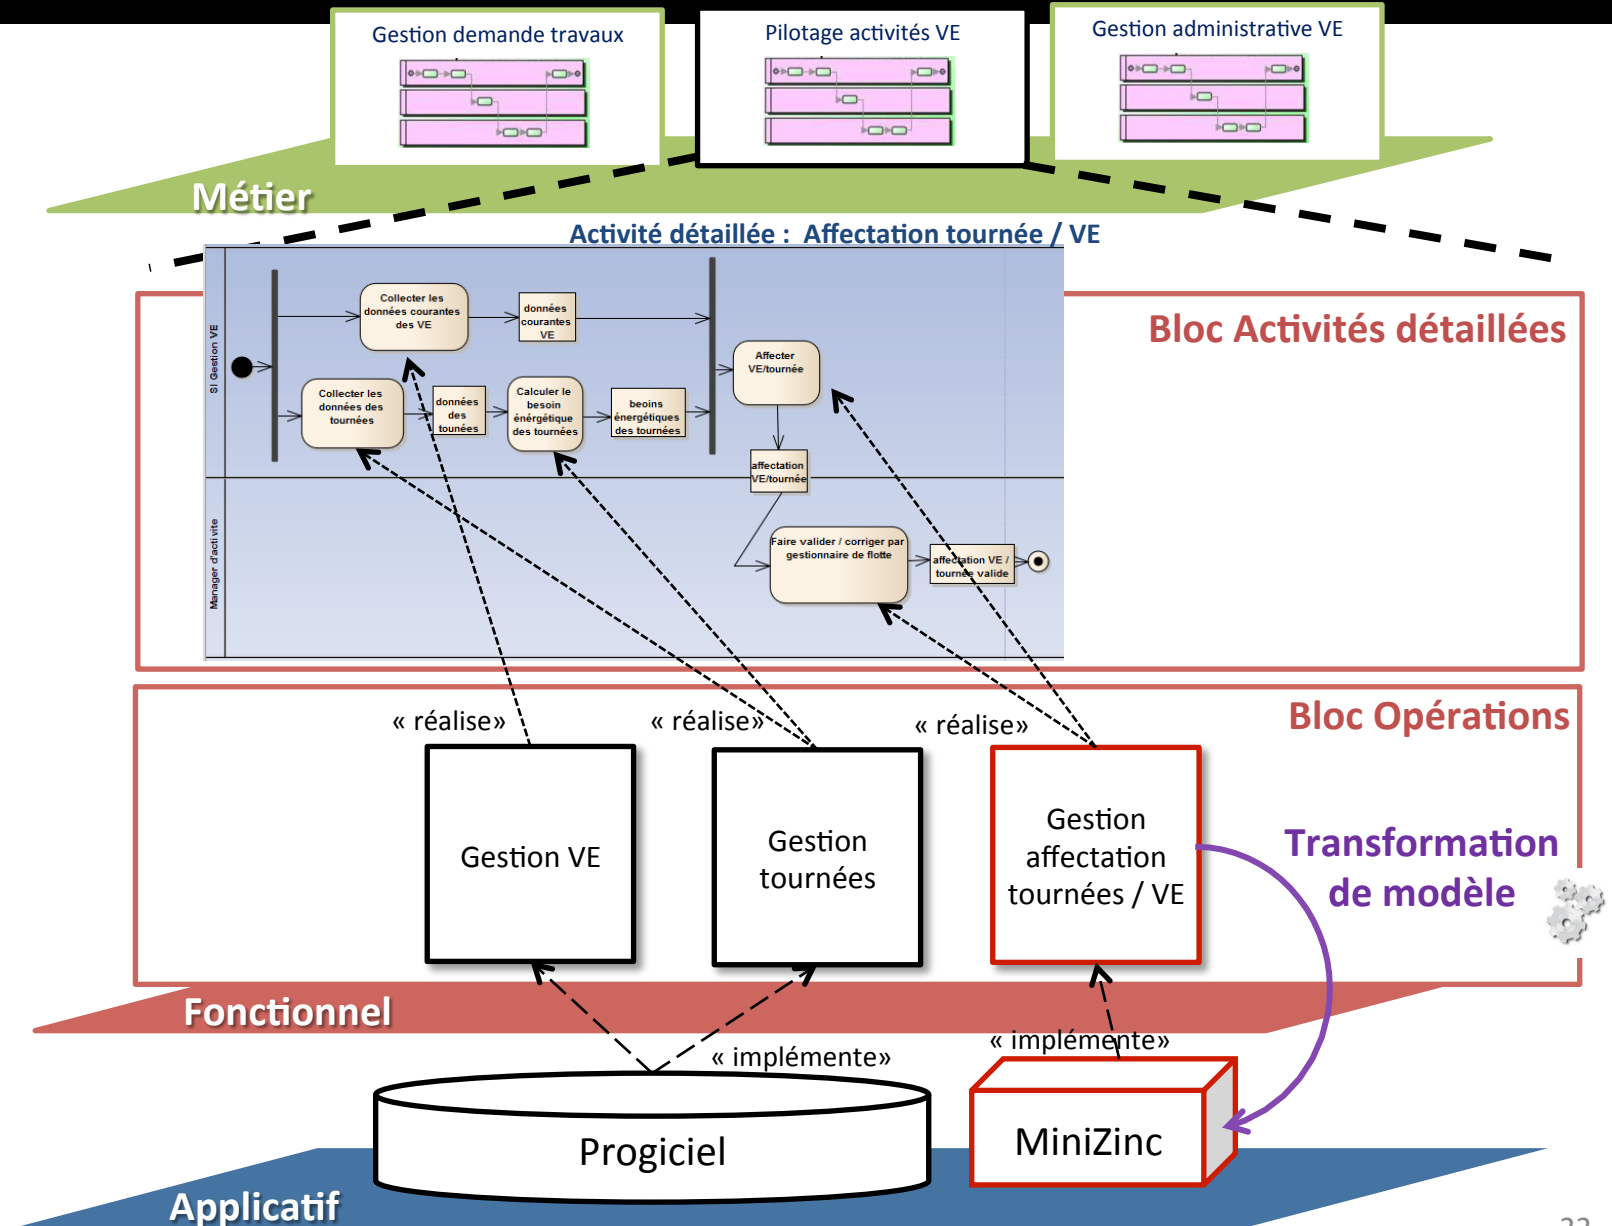 Gestion demande travaux
Pilotage activités VE
Gestion administrative VE
Métier
Activité détaillée : Affectation tournée / VE
Bloc Activités détaillées
SI Gestion VE
Collecter les
données courantes
des VE
données
courantes
VE
Affecter
VE/tournée
Collecter les
données des
tournées
données
des
tounées
Calculer le
besoin
énérgétique
des tournées
beoins
énergétiques
des tournées
affectation
VE/tournée
Manager d'activite
Faire valider / corriger par
gestionnaire de flotte
affectation VE /
tournée valide
Bloc Opérations
« réalise»
« réalise»
« réalise»
Gestion VE
Gestion
tournées
Gestion
affectation
tournées / VE
Transformation
de modèle
Fonctionnel
« implémente»
« implémente»
Progiciel
MiniZinc
Applicatif